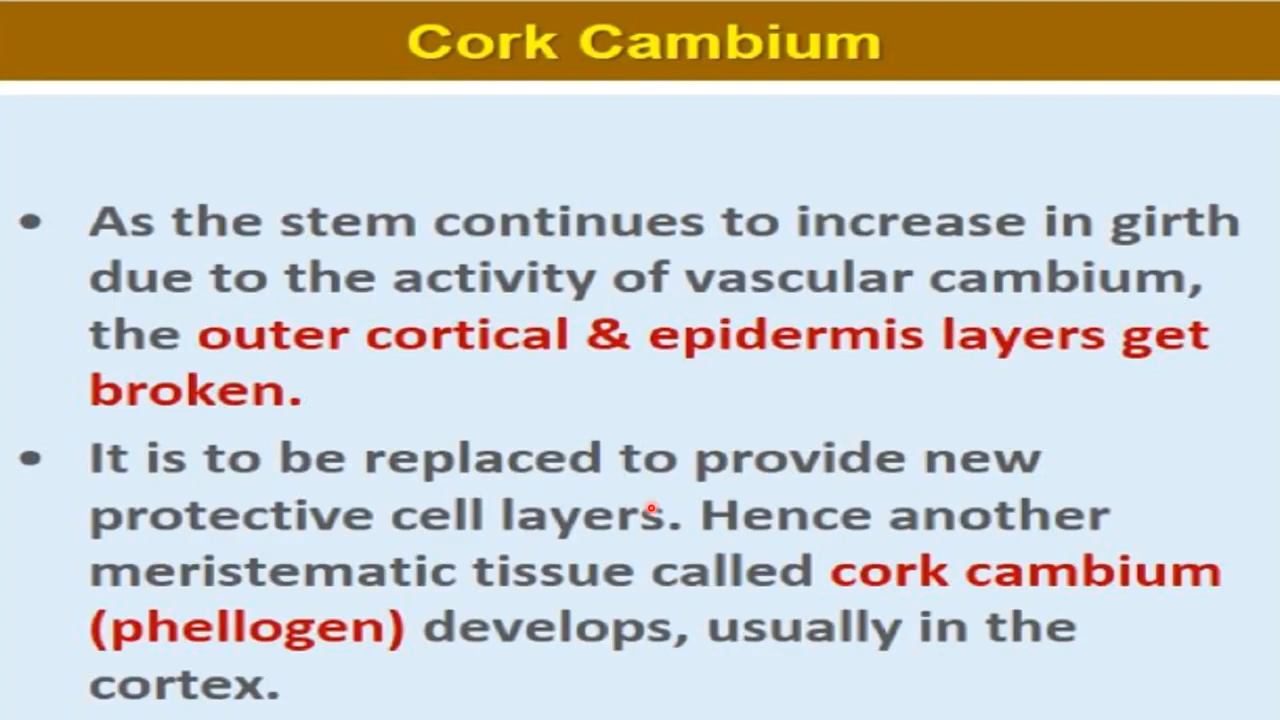 Cork Cambium
• As the stem continues to increase in girth
due to the activity of vascular cambium,
the outer cortical & epidermis layers get
broken.
• It is to be replaced to provide new
protective cell layers. Hence another
meristematic tissue called cork cambium
(phellogen) develops, usually in the
cortex.